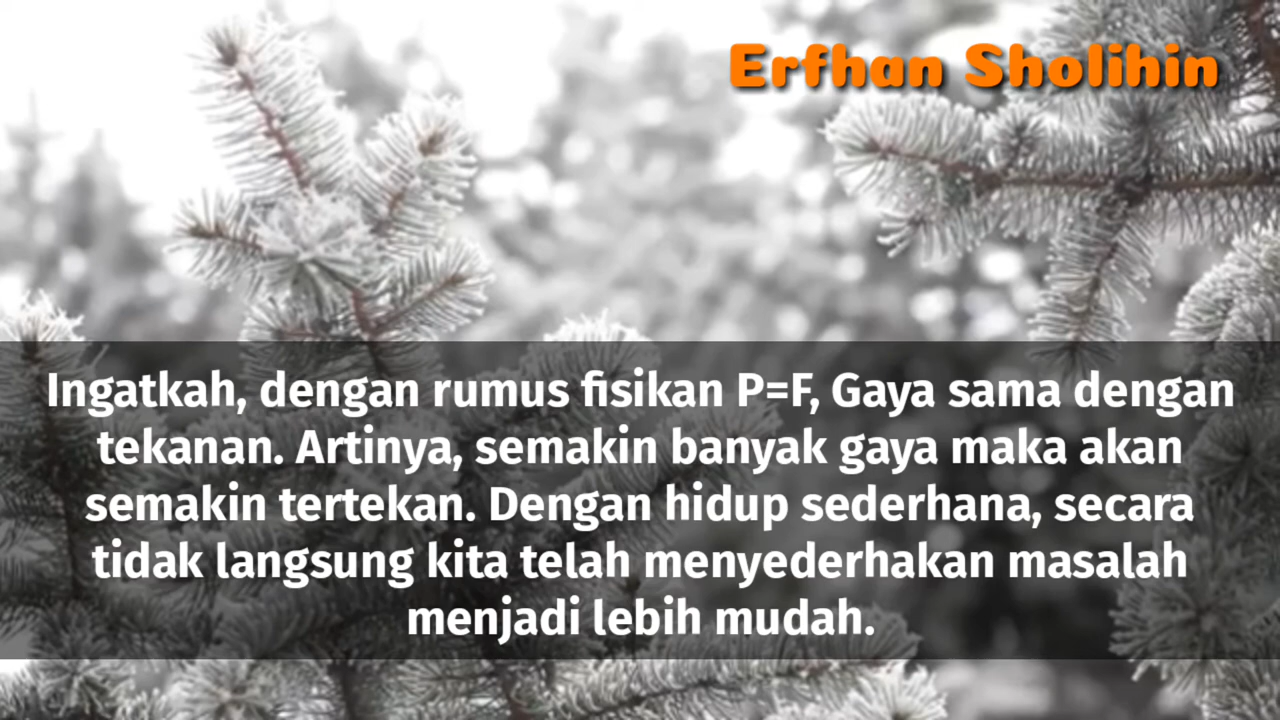 Erfhan Sholihin
Ingatkah, dengan rumus fisikan P=F, Gaya sama dengan
tekanan. Artinya, semakin banyak gaya maka akan
semakin tertekan. Dengan hidup sederhana, secara
tidak langsung kita telah menyederhakan masalah
menjadi lebih mudah.